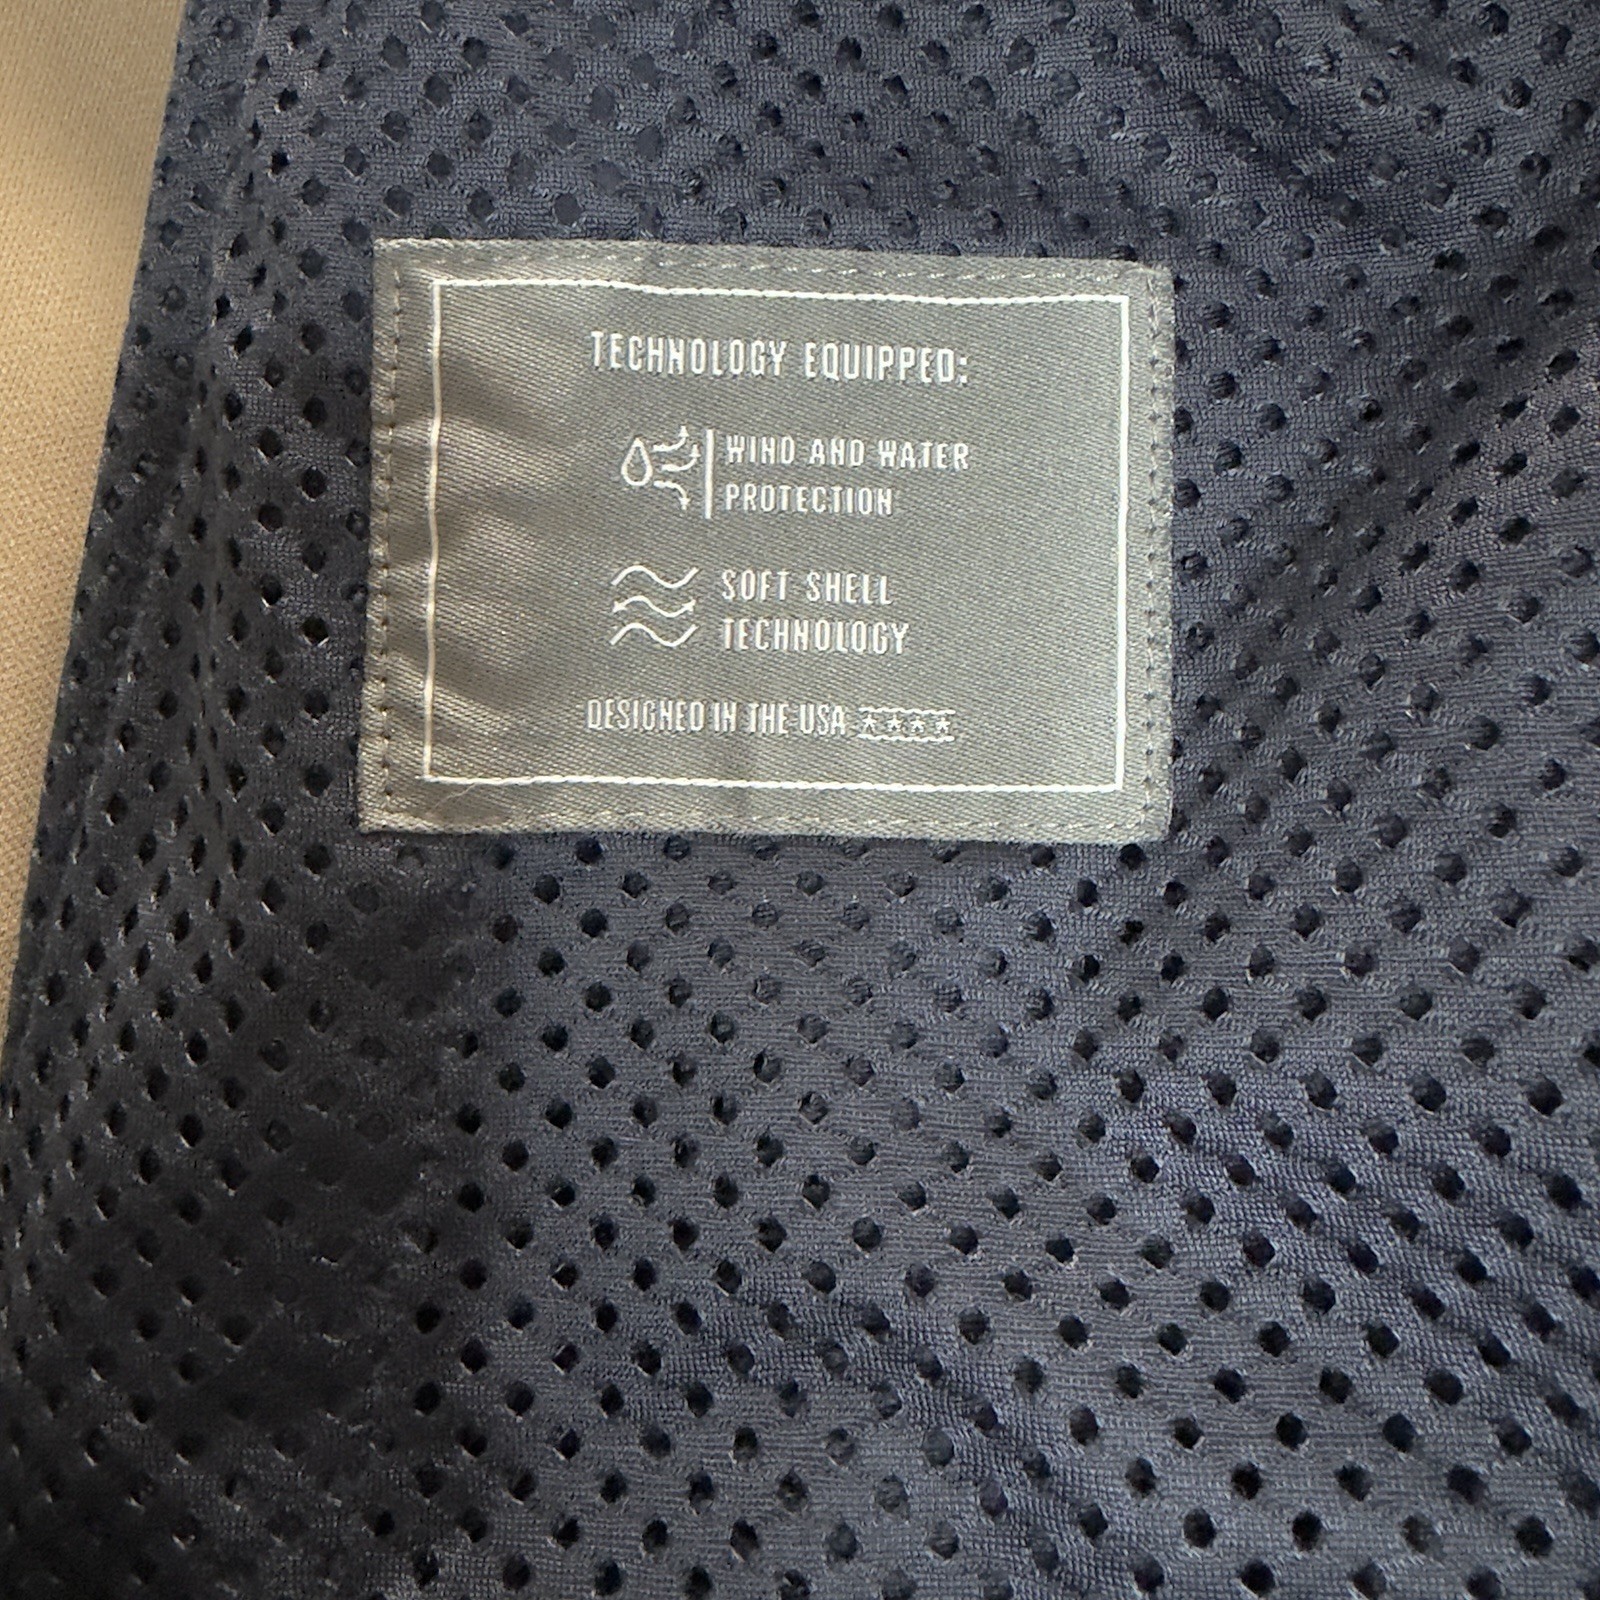 TECHNOLOGY EQUIPPED:
WIND AND WATER
PROTECTION
SOFT SHELL
TECHNOLOGY
DESIGNED IN THE USA